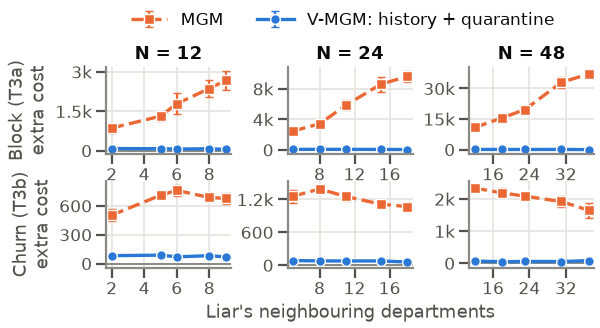 MGM V-MGM: history + quarantine
N = 12 N = 24 N = 48
Block (T3a)
extra cost
3k
1.5k
0
2 4 6 8
8k
4k
0
8 16
30k
15k
0
16 24 32
Churn (T3b)
extra cost
600
300
0
2 4 6 8
1.2k
600
0
8 16
2k
1k
0
16 24 32
Liar's neighbouring departments